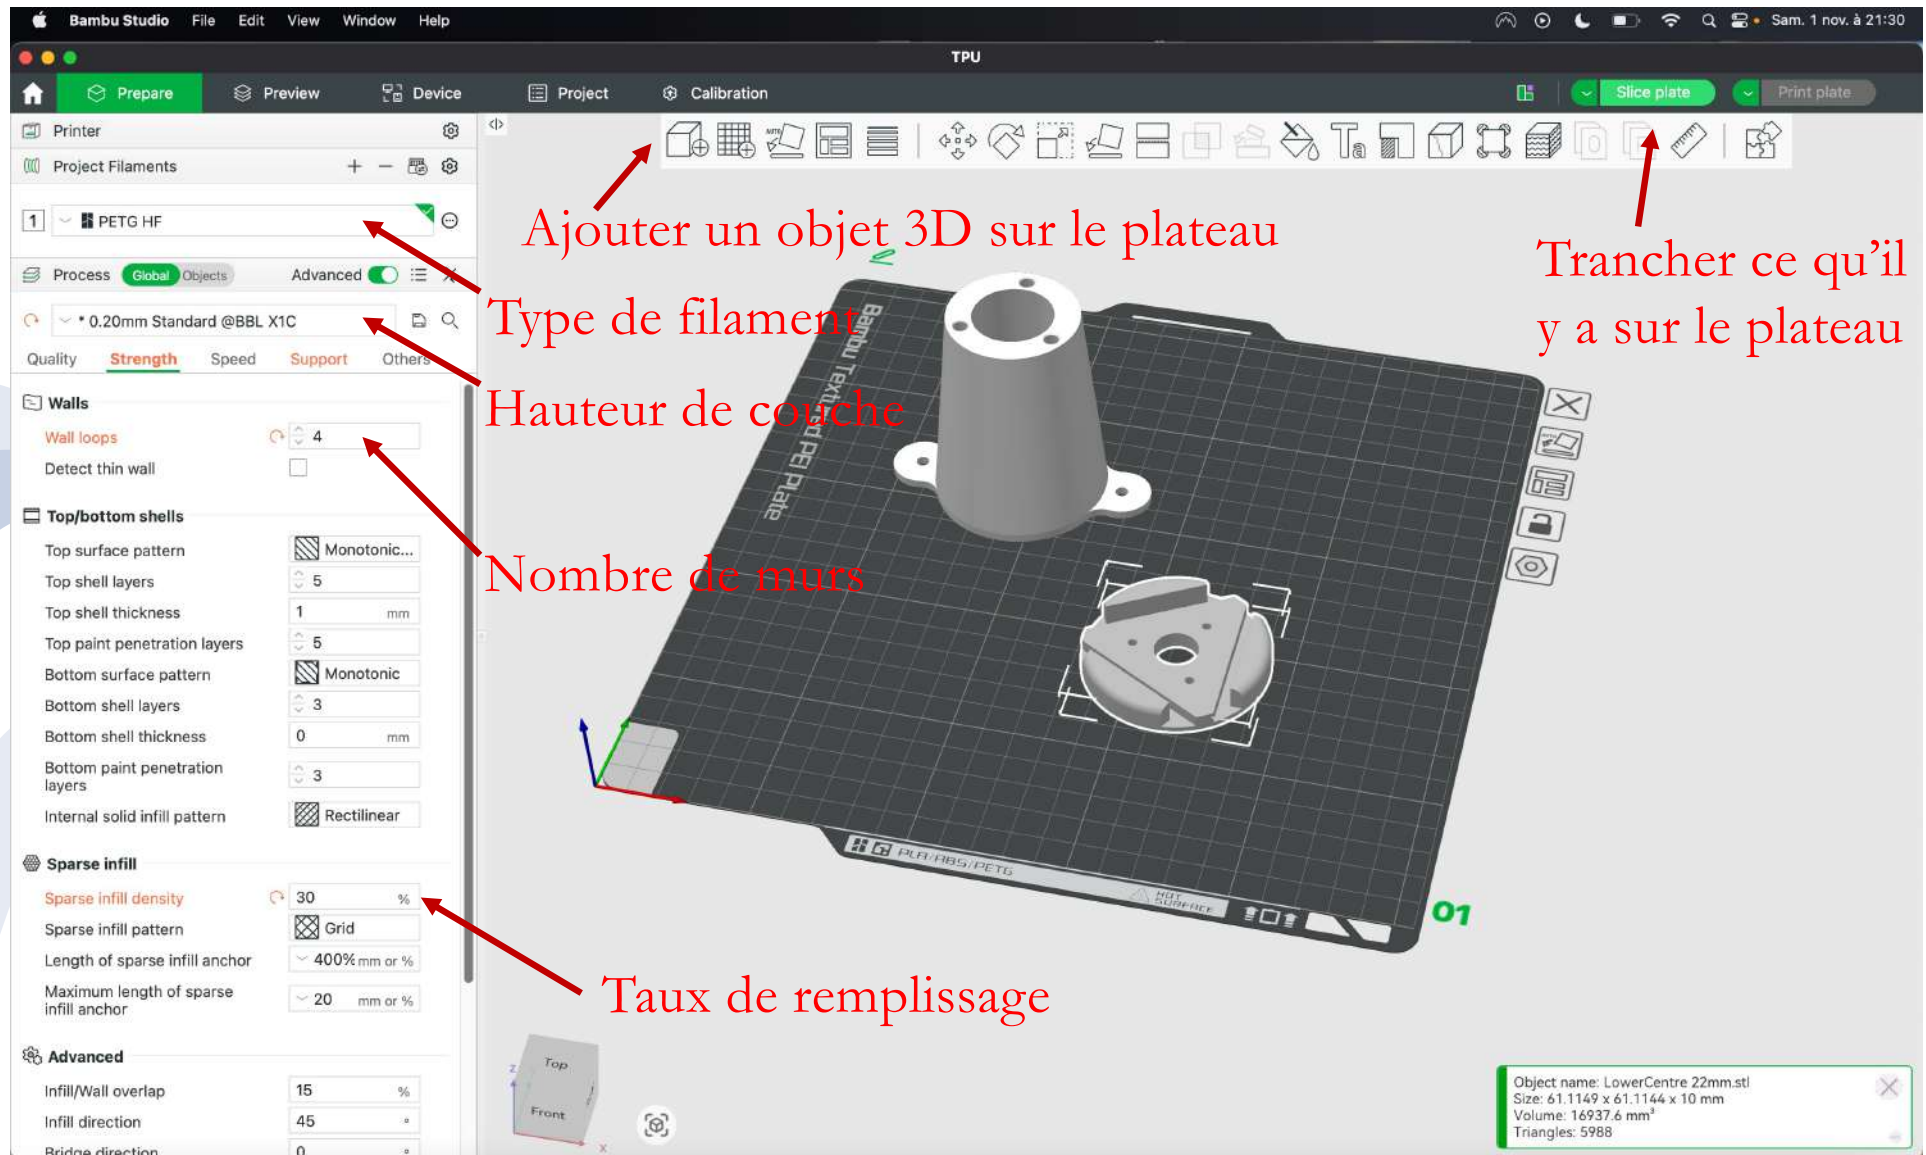 Bambu Studio File Edit View Window Help
Sam. 1 nov. à 21:30
TPU
Prepare Preview Device Project Calibration
Slice plate Print plate
Printer
Project Filaments
1 PETG HF
Process Global Objects Advanced
* 0.20mm Standard @BBL X1C
Quality Strength Speed Support Others
Walls
Wall loops 4
Detect thin wall
Top/bottom shells
Top surface pattern Monotonic...
Top shell layers 5
Top shell thickness 1 mm
Top paint penetration layers 5
Bottom surface pattern Monotonic
Bottom shell layers 3
Bottom shell thickness 0 mm
Bottom paint penetration
layers 3
Internal solid infill pattern Rectilinear
Sparse infill
Sparse infill density 30 %
Sparse infill pattern Grid
Length of sparse infill anchor 400% mm or %
Maximum length of sparse
infill anchor 20 mm or %
Advanced
Infill/Wall overlap 15 %
Infill direction 45 °
Bridge direction 0 °
Ajouter un objet 3D sur le plateau
Trancher ce qu'il
y a sur le plateau
Type de filament
Hauteur de couche
Nombre de murs
Taux de remplissage
Bambu Textured PEI Plate
PLA/ABS/PETG
HOT
SURFACE
01
Top
Front
z
x
Object name: LowerCentre 22mm.stl
Size: 61.1149 x 61.1144 x 10 mm
Volume: 16937.6 mm³
Triangles: 5988